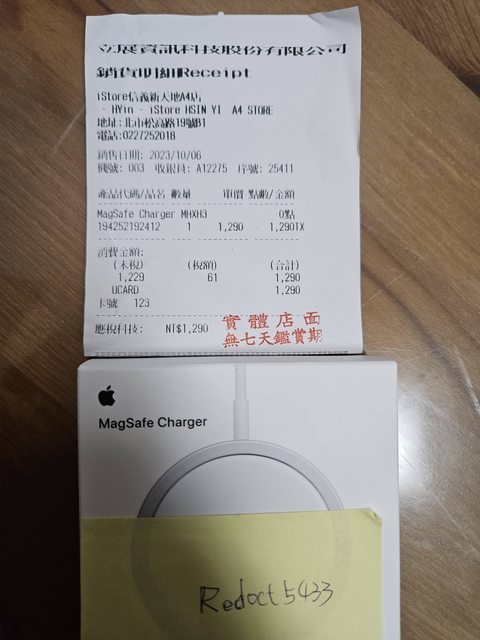 立展資訊科技股份有限公司
銷貨明細Receipt
iStore信義新天地A4店
- HYin - iStore HSIN YI A4 STORE
地址:北市松高路19號B1
電話:0227252018
銷售日期: 2023/10/06
機號: 003 收銀員: A12275 序號: 25411
產品代碼/品名 數量 單價 點數/金額
MagSafe Charger MHXH3 0點
194252192412 1 1,290 1,290TX
消費金額:
(未稅) (稅額) (合計)
1,229 61 1,290
UCARD 1,290
卡號 123
應稅科技: NT$1,290
實體店面
無七天鑑賞期
MagSafe Charger
Redoct5433